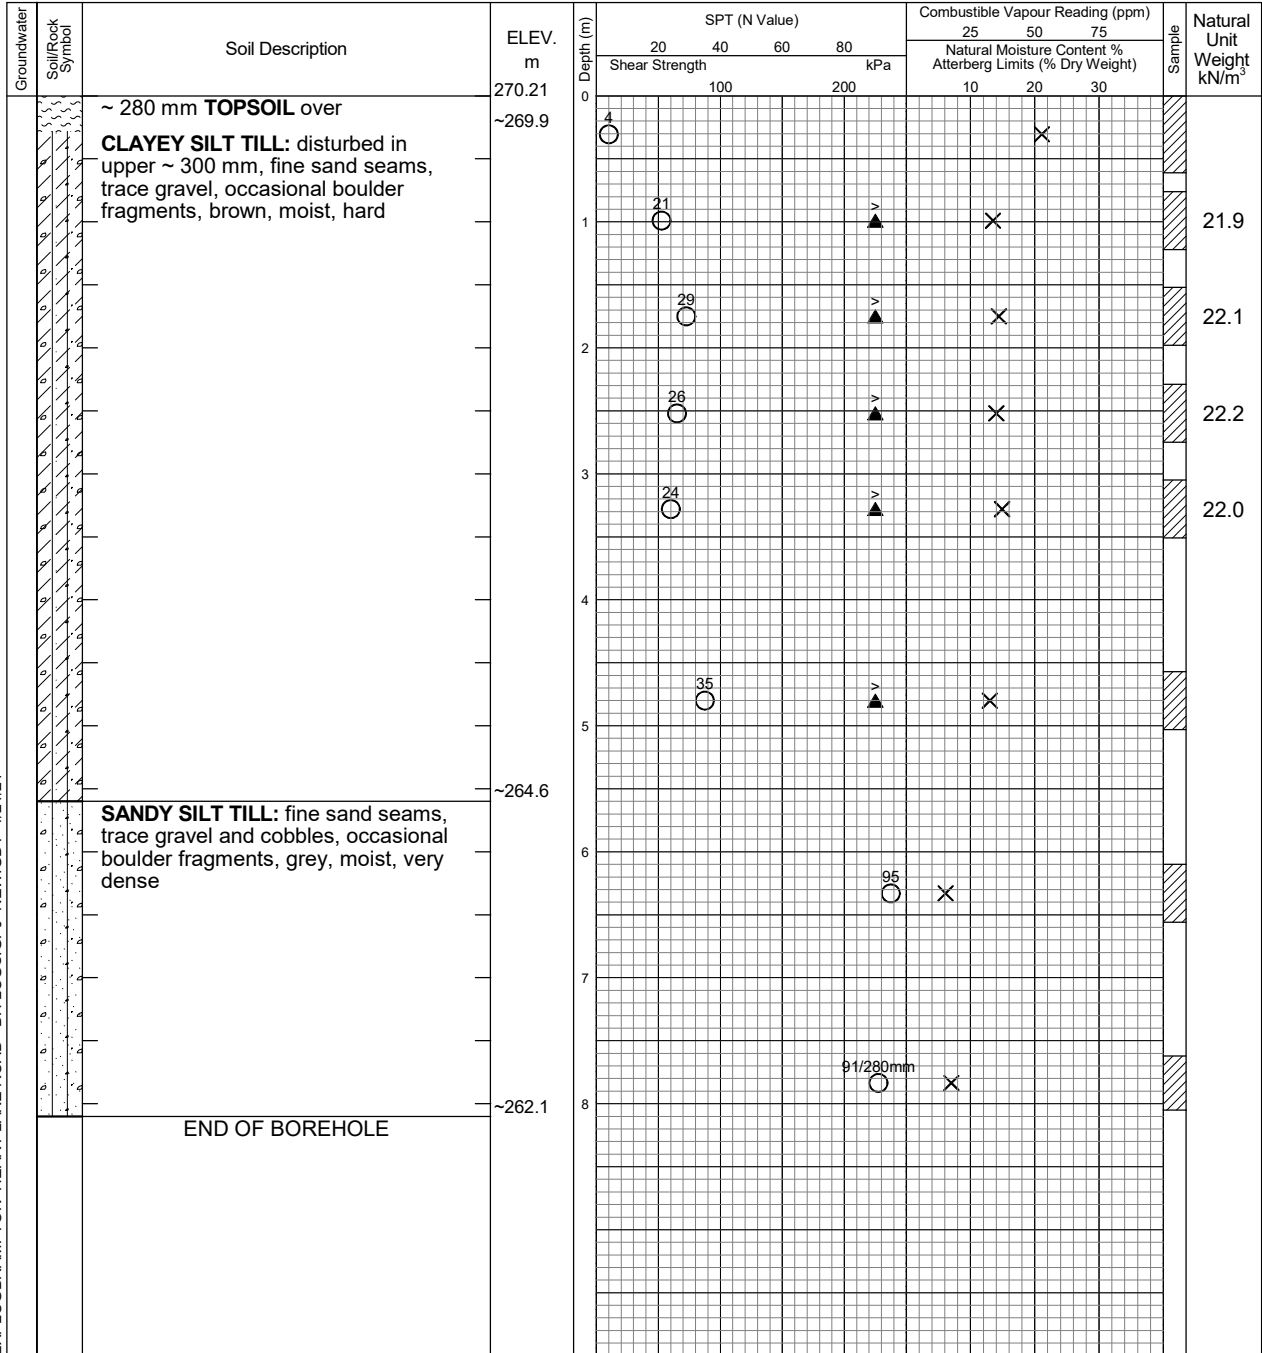 Groundwater
Soil/Rock
Symbol
Soil Description
ELEV.
m
Depth (m)
SPT (N Value)
20 40 60 80
Shear Strength kPa
100 200
Combustible Vapour Reading (ppm)
25 50 75
Natural Moisture Content %
Atterberg Limits (% Dry Weight)
10 20 30
Sample
Natural
Unit
Weight
kN/m³
270.21
0
~ 280 mm TOPSOIL over
~269.9
4
CLAYEY SILT TILL: disturbed in
upper ~ 300 mm, fine sand seams,
trace gravel, occasional boulder
fragments, brown, moist, hard
21 >
1
21.9
29 >
22.1
2
26 >
22.2
3
24 >
22.0
4
35 >
5
~264.6
SANDY SILT TILL: fine sand seams,
trace gravel and cobbles, occasional
boulder fragments, grey, moist, very
dense
6
95
7
91/280mm
~262.1
8
END OF BOREHOLE